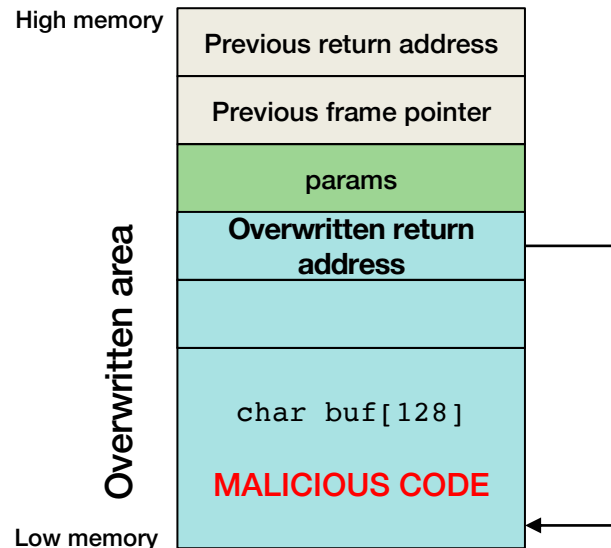 High memory
Previous return address
Previous frame pointer
params
Overwritten return
address
Overwritten area
char buf[128]
MALICIOUS CODE
Low memory